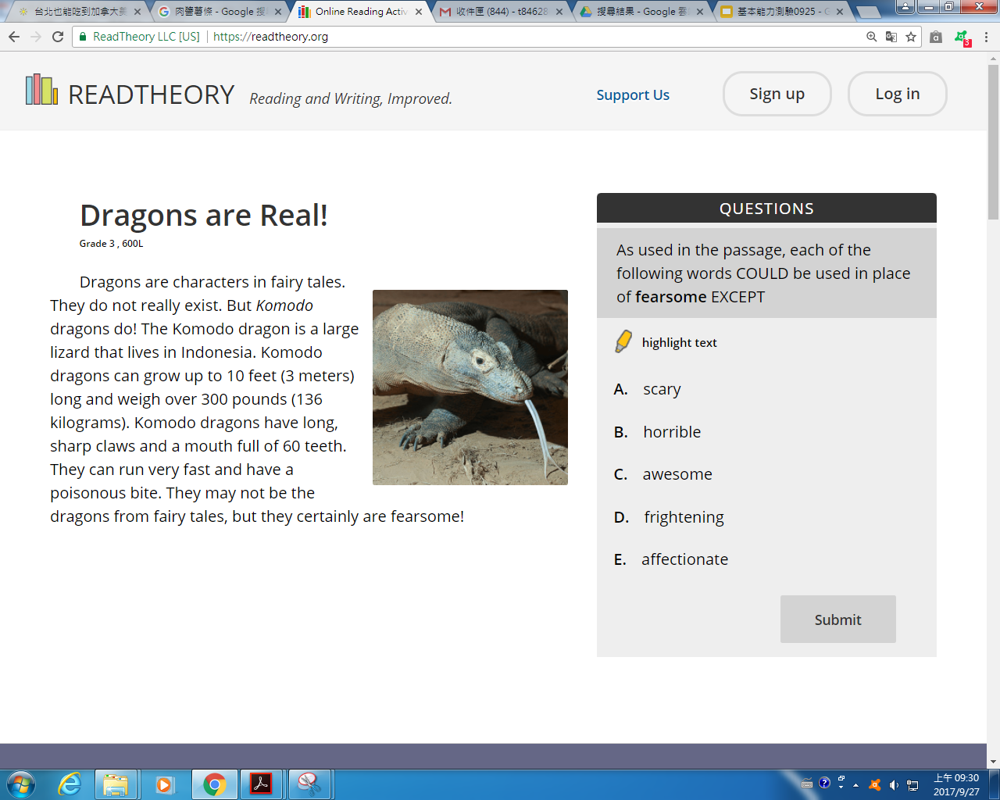 台北也能吃到加拿大美
肉醬薯條 - Google 搜
Online Reading Activ
收件匣 (844) - t84628
搜尋結果 - Google 雲
基本能力測驗0925 - G
ReadTheory LLC [US] https://readtheory.org
3
READTHEORY Reading and Writing, Improved. Support Us Sign up Log in
Dragons are Real!
Grade 3 , 600L
Dragons are characters in fairy tales.
They do not really exist. But Komodo
dragons do! The Komodo dragon is a large
lizard that lives in Indonesia. Komodo
dragons can grow up to 10 feet (3 meters)
long and weigh over 300 pounds (136
kilograms). Komodo dragons have long,
sharp claws and a mouth full of 60 teeth.
They can run very fast and have a
poisonous bite. They may not be the
dragons from fairy tales, but they certainly are fearsome!
QUESTIONS
As used in the passage, each of the
following words COULD be used in place
of fearsome EXCEPT
highlight text
A. scary
B. horrible
C. awesome
D. frightening
E. affectionate
Submit
上午 09:30
2017/9/27